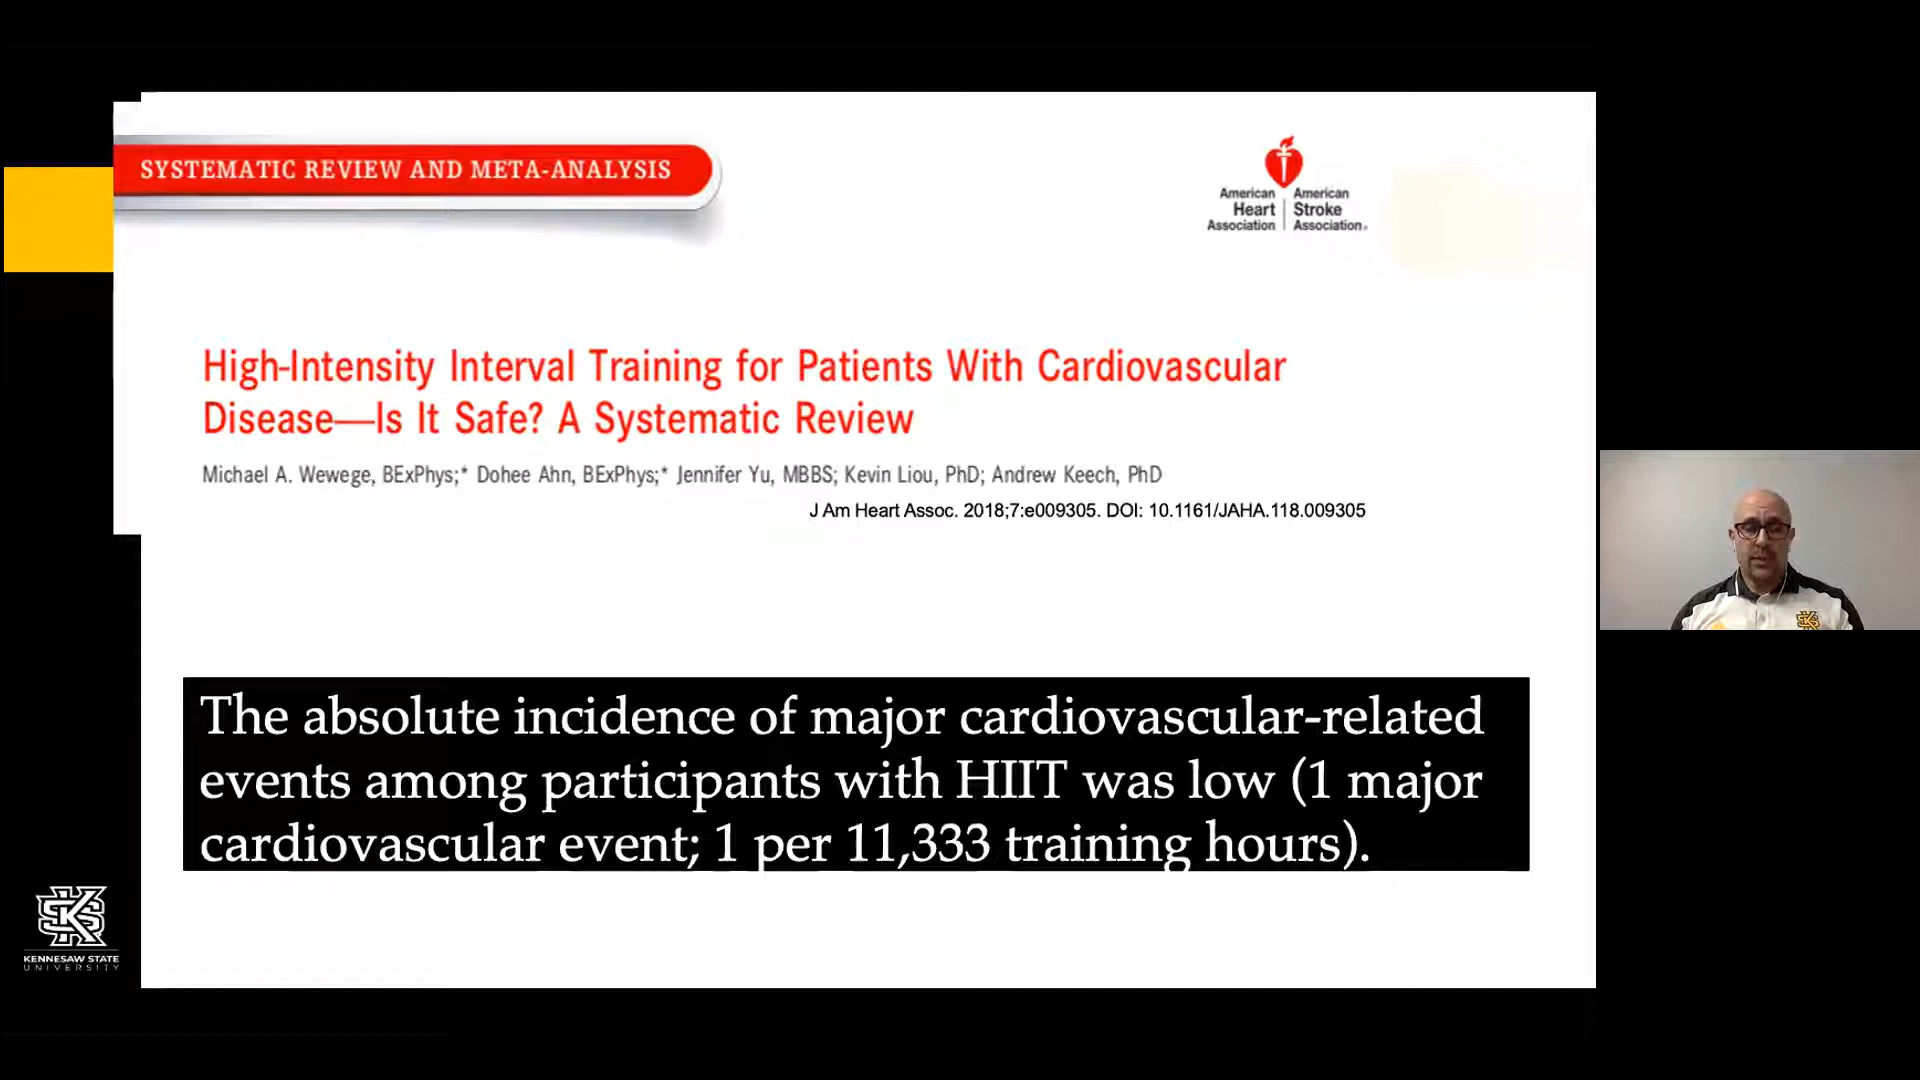 SYSTEMATIC REVIEW AND META-ANALYSIS
American Heart Association
American Stroke Association®
High-Intensity Interval Training for Patients With Cardiovascular
Disease—Is It Safe? A Systematic Review
Michael A. Wewege, BExPhys;* Dohee Ahn, BExPhys;* Jennifer Yu, MBBS; Kevin Liou, PhD; Andrew Keech, PhD
J Am Heart Assoc. 2018;7:e009305. DOI: 10.1161/JAHA.118.009305
The absolute incidence of major cardiovascular-related
events among participants with HIIT was low (1 major
cardiovascular event; 1 per 11,333 training hours).
KENNESAW STATE
UNIVERSITY